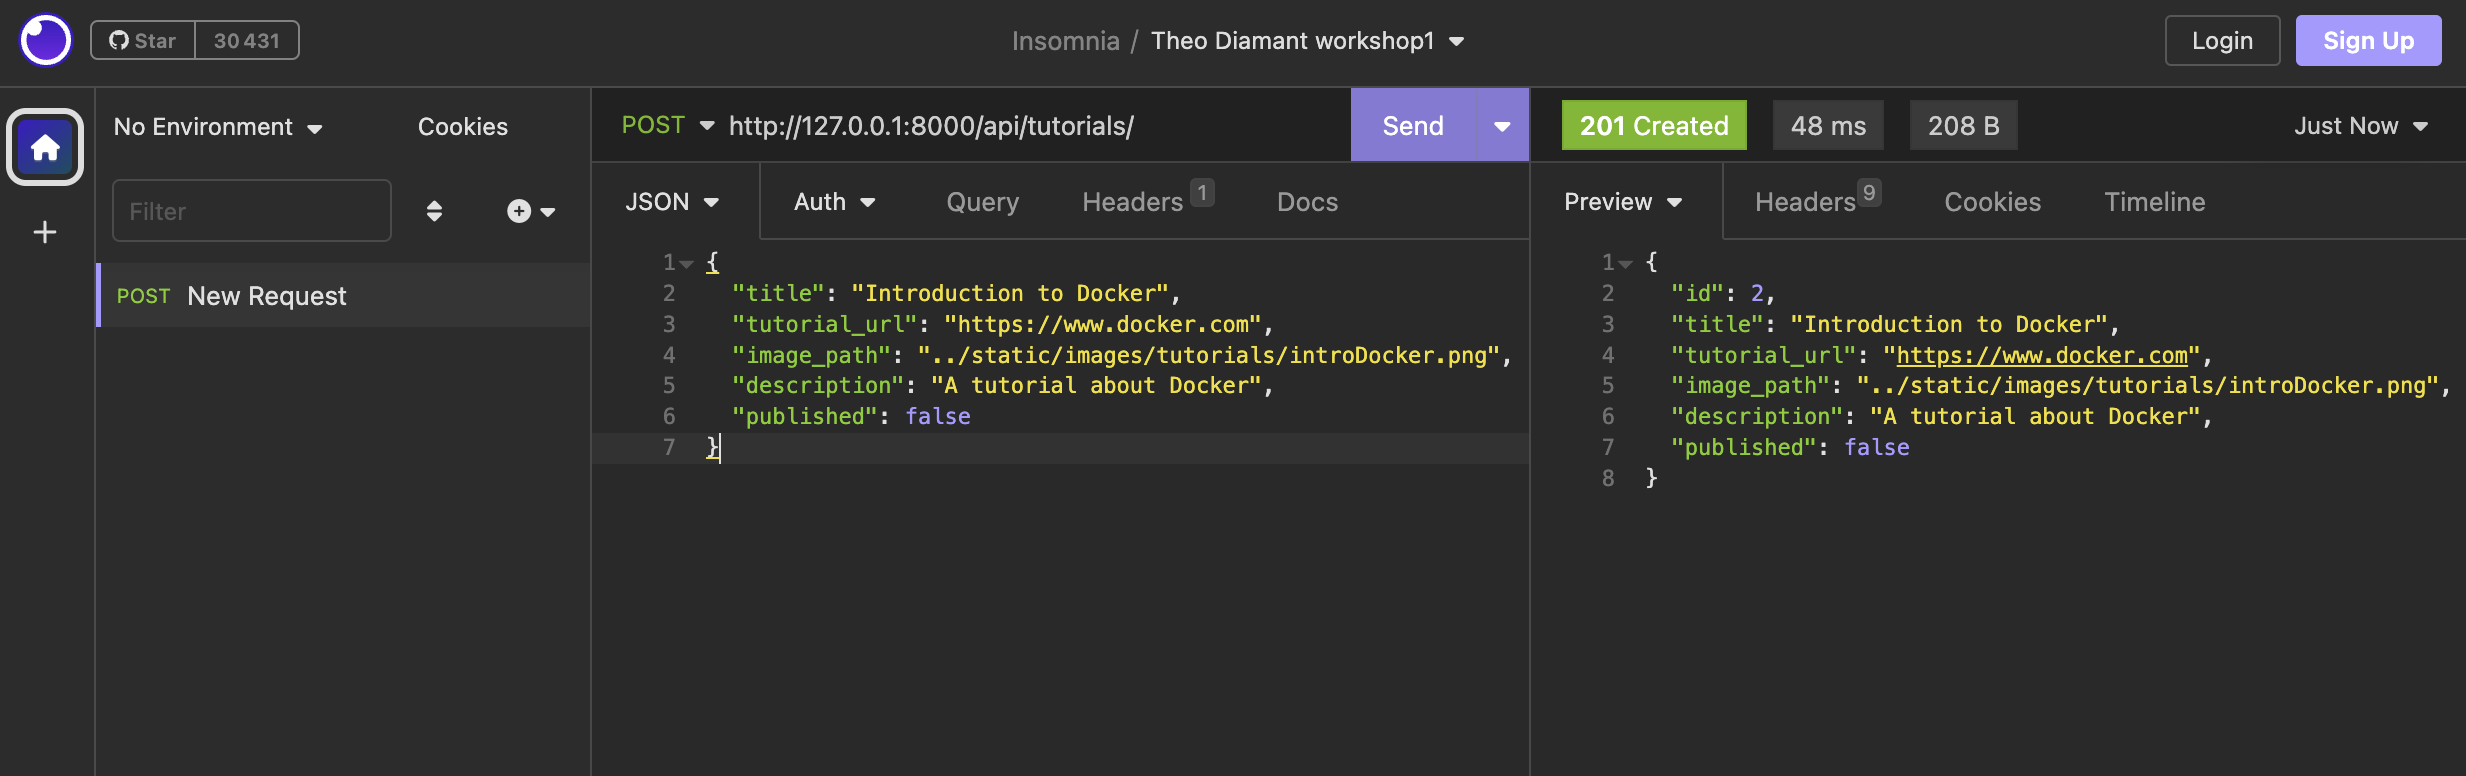 Star 30 431
Insomnia / Theo Diamant workshop1
Login Sign Up
No Environment Cookies
Filter
POST New Request
POST http://127.0.0.1:8000/api/tutorials/ Send
JSON Auth Query Headers 1 Docs
1 {
2 "title": "Introduction to Docker",
3 "tutorial_url": "https://www.docker.com",
4 "image_path": "../static/images/tutorials/introDocker.png",
5 "description": "A tutorial about Docker",
6 "published": false
7 }
201 Created 48 ms 208 B Just Now
Preview Headers 9 Cookies Timeline
1 {
2 "id": 2,
3 "title": "Introduction to Docker",
4 "tutorial_url": "https://www.docker.com",
5 "image_path": "../static/images/tutorials/introDocker.png",
6 "description": "A tutorial about Docker",
7 "published": false
8 }